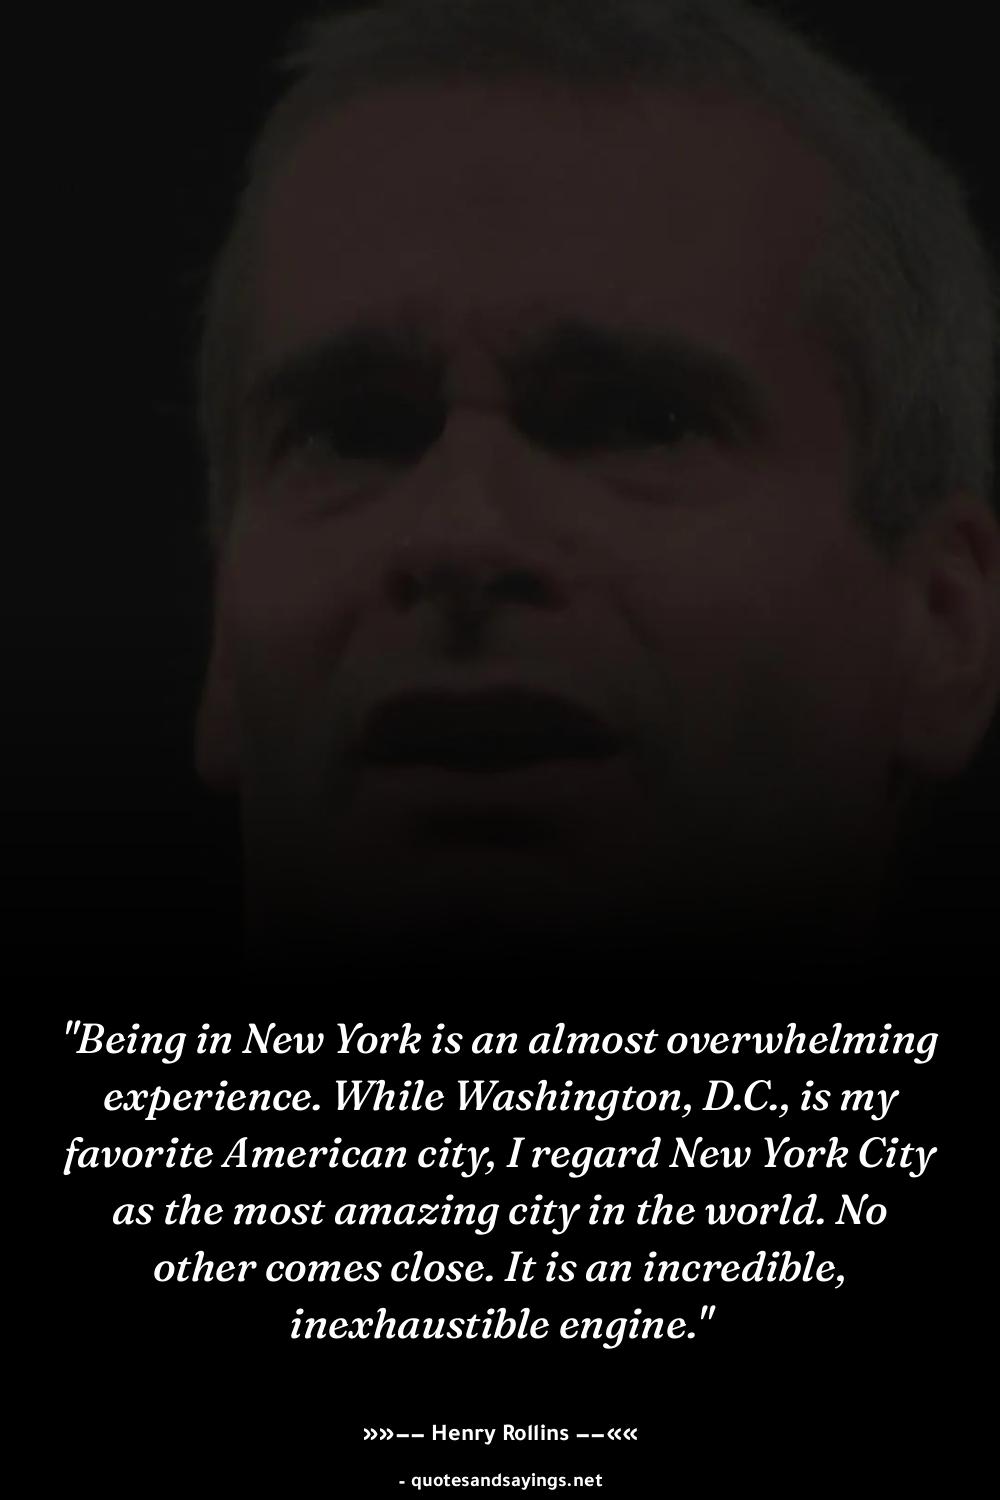 "Being in New York is an almost overwhelming
experience. While Washington, D.C., is my
favorite American city, I regard New York City
as the most amazing city in the world. No
other comes close. It is an incredible,
inexhaustible engine."
»»−− Henry Rollins −−««
- quotesandsayings.net